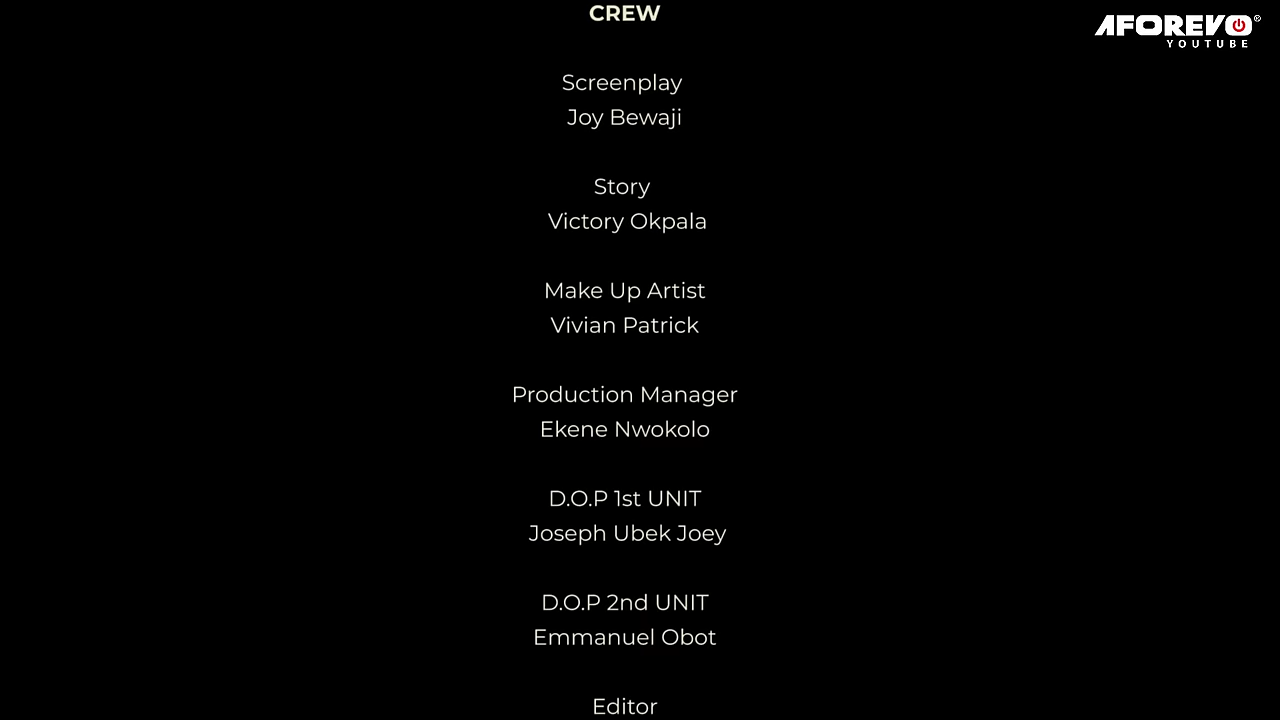 CREW
AFOREVO®
YOUTUBE
Screenplay
Joy Bewaji
Story
Victory Okpala
Make Up Artist
Vivian Patrick
Production Manager
Ekene Nwokolo
D.O.P 1st UNIT
Joseph Ubek Joey
D.O.P 2nd UNIT
Emmanuel Obot
Editor